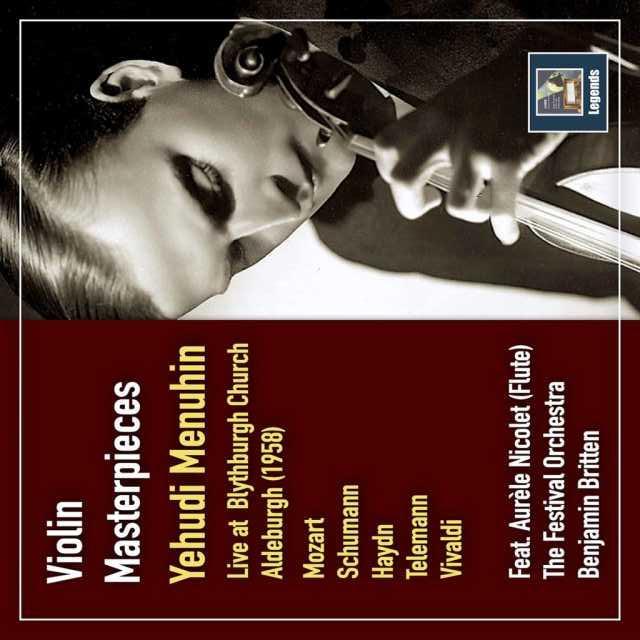 Legends
Violin
Masterpieces
Yehudi Menuhin
Live at Blythburgh Church
Aldeburgh (1958)
Mozart
Schumann
Haydn
Telemann
Vivaldi
Feat. Aurèle Nicolet (Flute)
The Festival Orchestra
Benjamin Britten